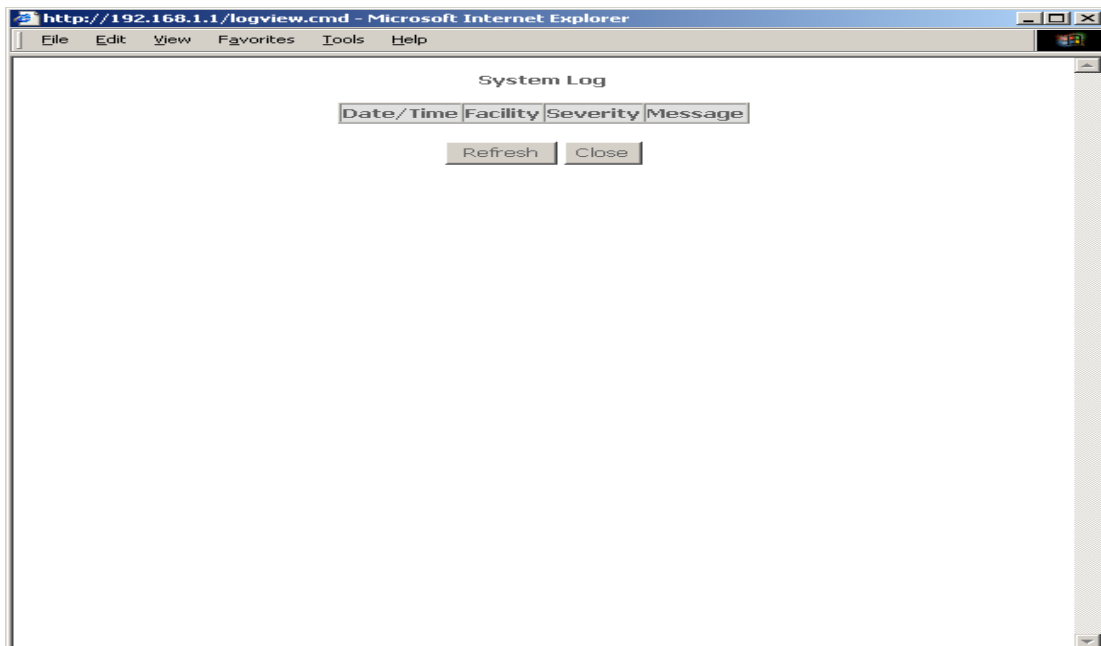 http://192.168.1.1/logview.cmd - Microsoft Internet Explorer
File Edit View Favorites Tools Help
System Log
Date/Time Facility Severity Message
Refresh Close